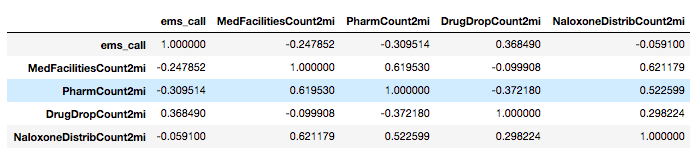 ems_call MedFacilitiesCount2mi PharmCount2mi DrugDropCount2mi NaloxoneDistribCount2mi
ems_call 1.000000 -0.247852 -0.309514 0.368490 -0.059100
MedFacilitiesCount2mi -0.247852 1.000000 0.619530 -0.099908 0.621179
PharmCount2mi -0.309514 0.619530 1.000000 -0.372180 0.522599
DrugDropCount2mi 0.368490 -0.099908 -0.372180 1.000000 0.298224
NaloxoneDistribCount2mi -0.059100 0.621179 0.522599 0.298224 1.000000